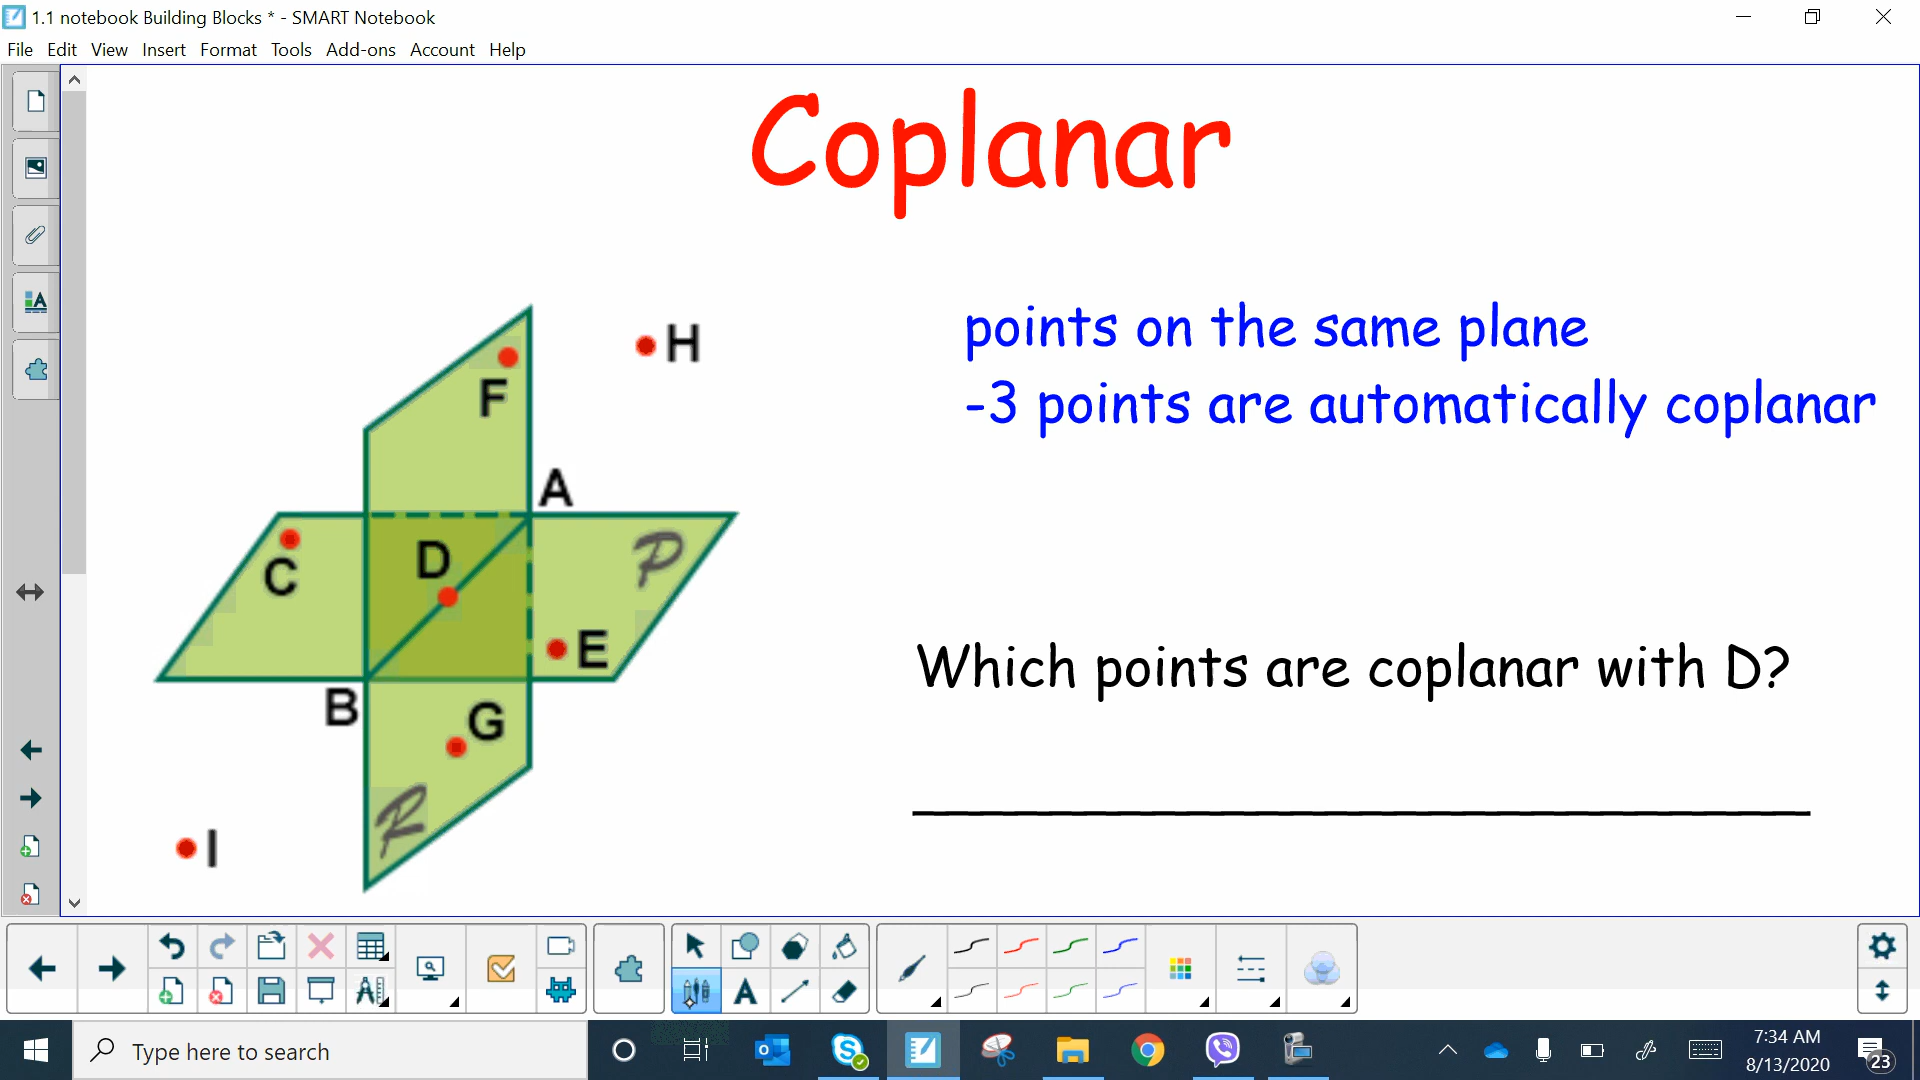 1.1 notebook Building Blocks * - SMART Notebook
File Edit View Insert Format Tools Add-ons Account Help
Coplanar
points on the same plane
-3 points are automatically coplanar
H
F
A
C
D
P
E
B
G
R
I
Which points are coplanar with D?
Type here to search
7:34 AM
8/13/2020
23